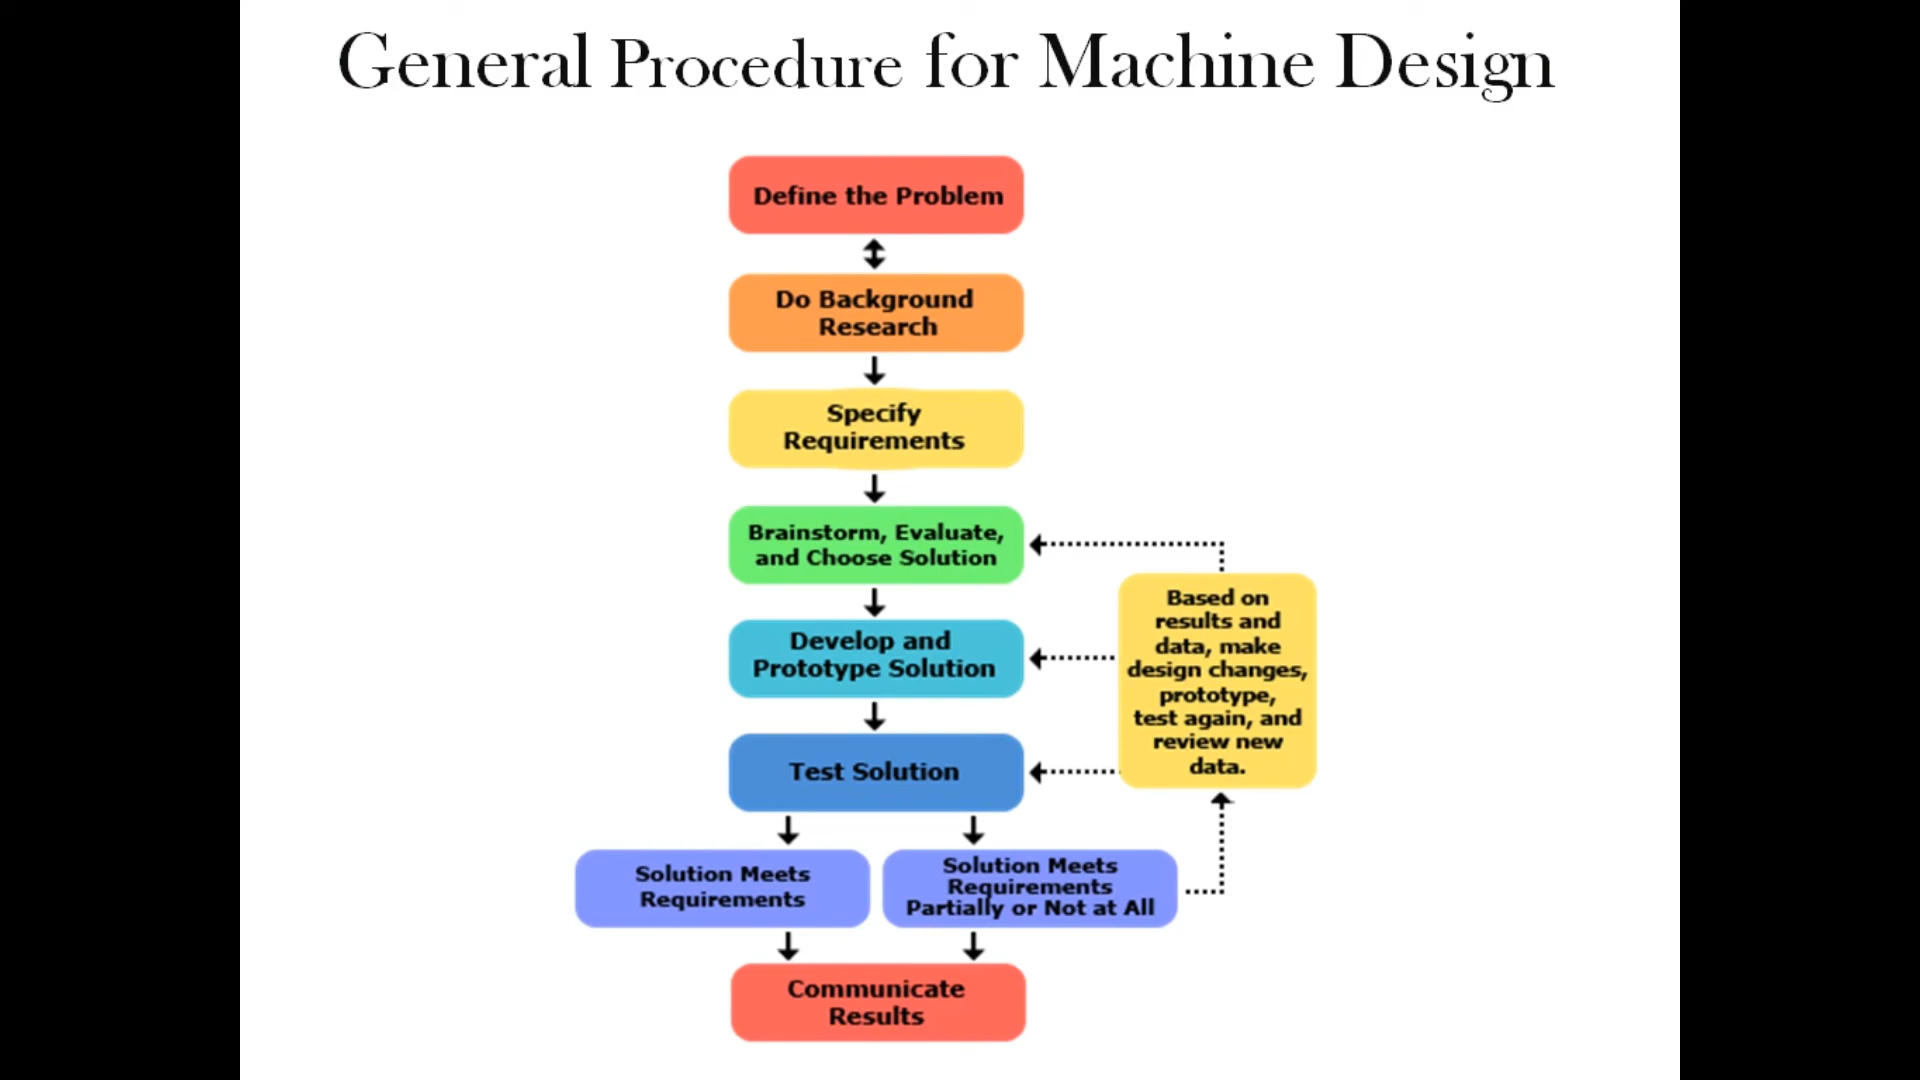 General Procedure for Machine Design
Define the Problem
Do Background
Research
Specify
Requirements
Brainstorm, Evaluate,
and Choose Solution
Develop and
Prototype Solution
Test Solution
Based on
results and
data, make
design changes,
prototype,
test again, and
review new
data.
Solution Meets
Requirements
Solution Meets
Requirements
Partially or Not at All
Communicate
Results